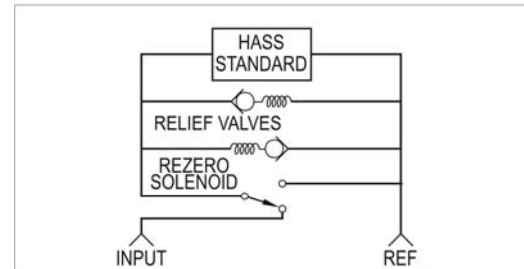 HASS
STANDARD
RELIEF VALVES
REZERO
SOLENOID
INPUT
REF